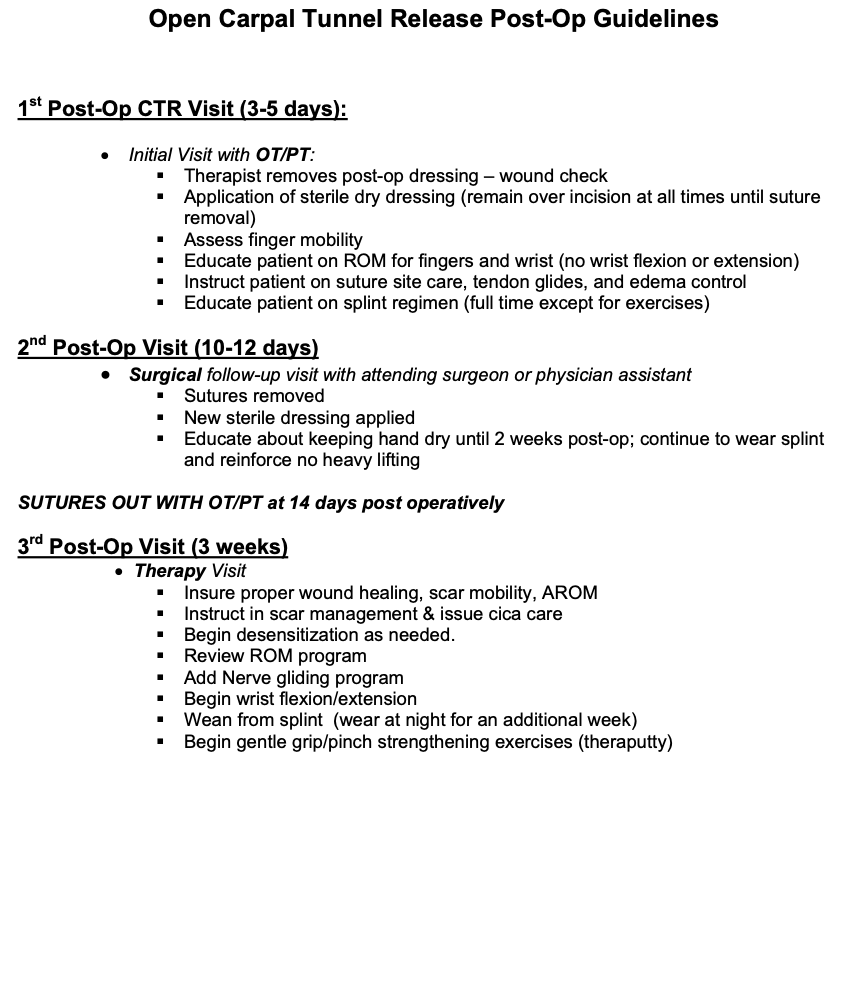 Open Carpal Tunnel Release Post-Op Guidelines
1st Post-Op CTR Visit (3-5 days):
• Initial Visit with OT/PT:
▪ Therapist removes post-op dressing – wound check
▪ Application of sterile dry dressing (remain over incision at all times until suture
removal)
▪ Assess finger mobility
▪ Educate patient on ROM for fingers and wrist (no wrist flexion or extension)
▪ Instruct patient on suture site care, tendon glides, and edema control
▪ Educate patient on splint regimen (full time except for exercises)
2nd Post-Op Visit (10-12 days)
• Surgical follow-up visit with attending surgeon or physician assistant
▪ Sutures removed
▪ New sterile dressing applied
▪ Educate about keeping hand dry until 2 weeks post-op; continue to wear splint
and reinforce no heavy lifting
SUTURES OUT WITH OT/PT at 14 days post operatively
3rd Post-Op Visit (3 weeks)
• Therapy Visit
▪ Insure proper wound healing, scar mobility, AROM
▪ Instruct in scar management & issue cica care
▪ Begin desensitization as needed.
▪ Review ROM program
▪ Add Nerve gliding program
▪ Begin wrist flexion/extension
▪ Wean from splint (wear at night for an additional week)
▪ Begin gentle grip/pinch strengthening exercises (theraputty)